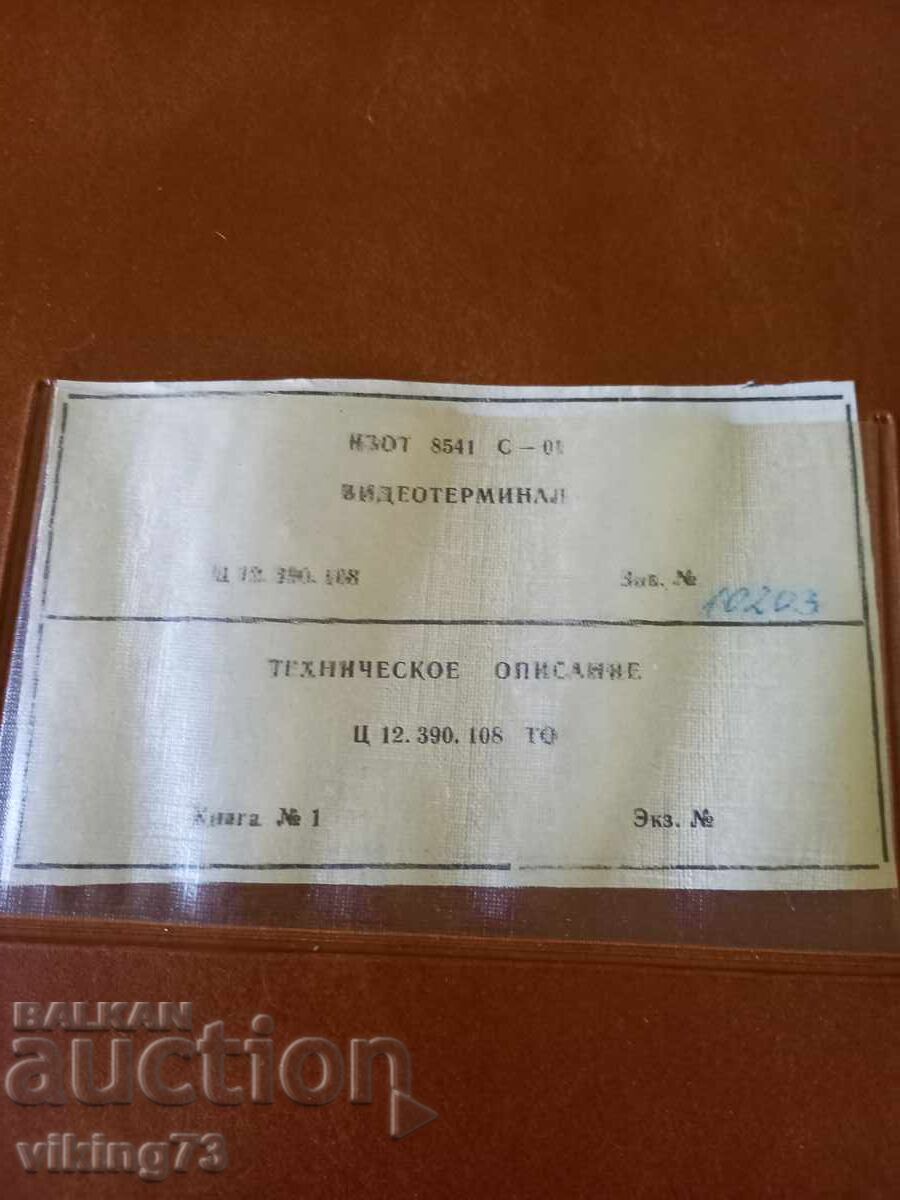 ИЗОТ 8541 С - 01
ВИДЕОТЕРМИНАЛ
Ц 12. 390. 108 Зав. №
10203
ТЕХНИЧЕСКОЕ ОПИСАНИЕ
Ц 12. 390. 108 ТО
Книга № 1 Экз. №
BALKAN
auction
viking73